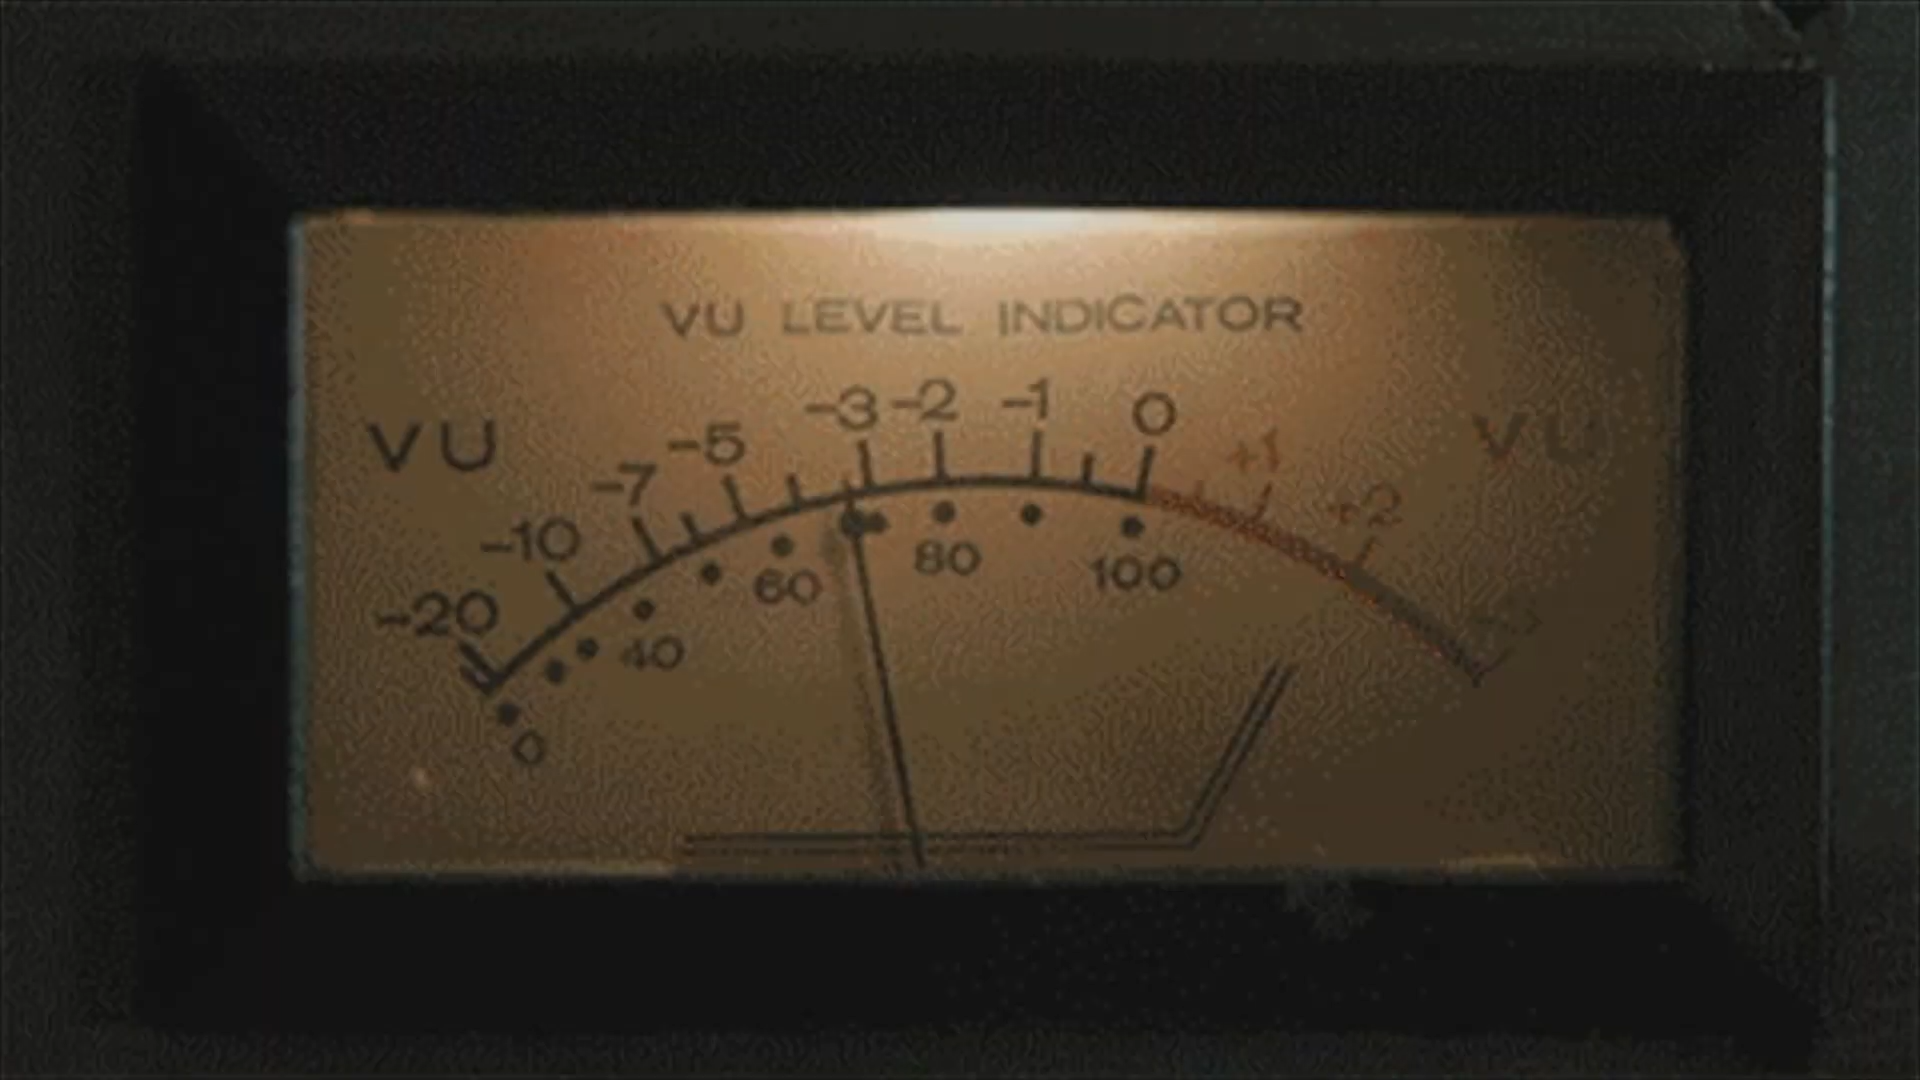 VU LEVEL INDICATOR
VU VU
-20 -10 -7 -5 -3 -2 -1 0 +1 +2
0 40 60 80 100